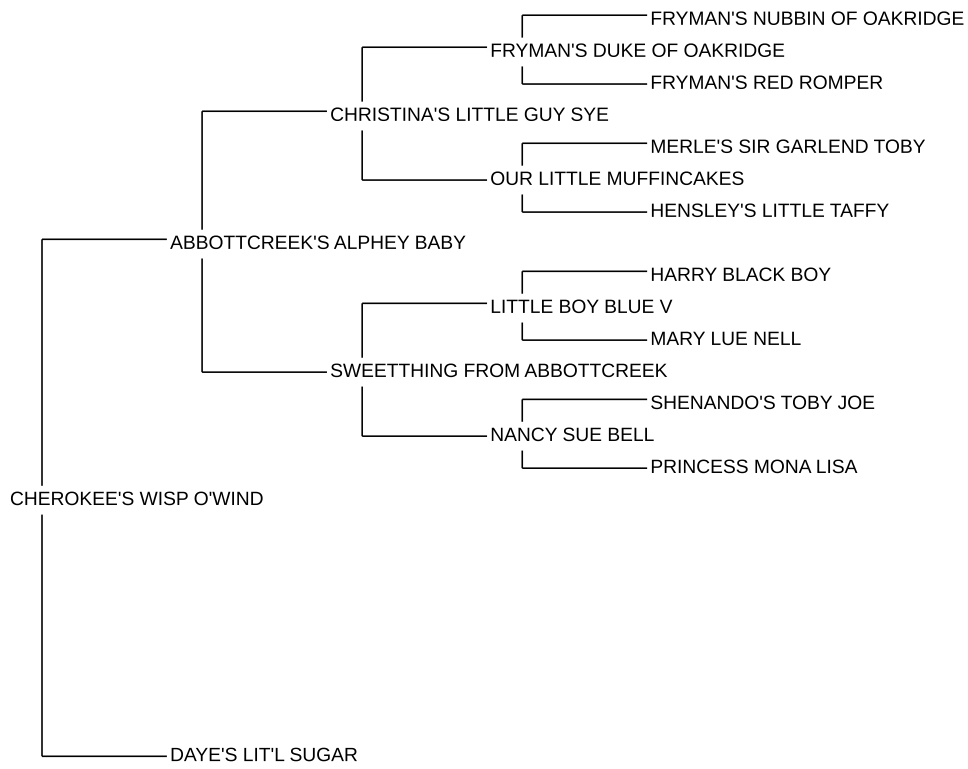 FRYMAN'S NUBBIN OF OAKRIDGE
FRYMAN'S DUKE OF OAKRIDGE
FRYMAN'S RED ROMPER
CHRISTINA'S LITTLE GUY SYE
MERLE'S SIR GARLEND TOBY
OUR LITTLE MUFFINCAKES
HENSLEY'S LITTLE TAFFY
ABBOTTCREEK'S ALPHEY BABY
HARRY BLACK BOY
LITTLE BOY BLUE V
MARY LUE NELL
SWEETTHING FROM ABBOTTCREEK
SHENANDO'S TOBY JOE
NANCY SUE BELL
PRINCESS MONA LISA
CHEROKEE'S WISP O'WIND
DAYE'S LIT'L SUGAR